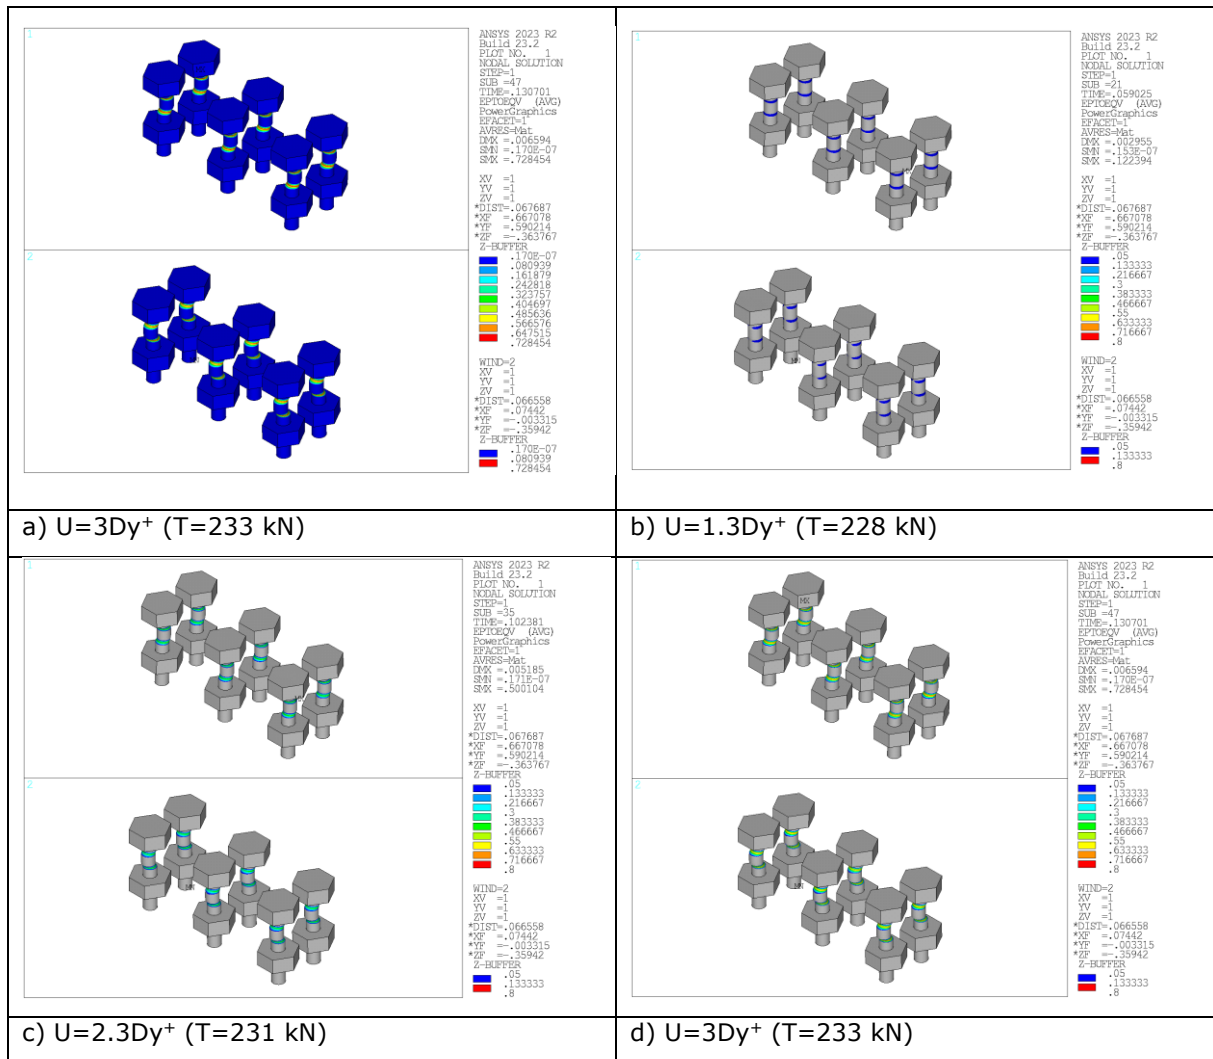 1
ANSYS 2023 R2
Build 23.2
PLOT NO. 1
NODAL SOLUTION
STEP=1
SUB =47
TIME=.130701
EPTOEQV (AVG)
PowerGraphics
EFACET=1
AVRES=Mat
DMX =.006594
SMN =.170E-07
SMX =.728454
XV =1
YV =1
ZV =1
*DIST=.067687
*XF =.667078
*YF =.590214
*ZF =-.363767
Z-BUFFER
.170E-07
.080939
.161879
.242818
.323757
.404697
.485636
.566576
.647515
.728454
2
MN
WIND=2
XV =1
YV =1
ZV =1
*DIST=.066558
*XF =.07442
*YF =-.003315
*ZF =-.35942
Z-BUFFER
.170E-07
.080939
.728454
a) U=3Dy⁺ (T=233 kN)
1
ANSYS 2023 R2
Build 23.2
PLOT NO. 1
NODAL SOLUTION
STEP=1
SUB =21
TIME=.059025
EPTOEQV (AVG)
PowerGraphics
EFACET=1
AVRES=Mat
DMX =.002955
SMN =.153E-07
SMX =.122394
XV =1
YV =1
ZV =1
*DIST=.067687
*XF =.667078
*YF =.590214
*ZF =-.363767
Z-BUFFER
.05
.133333
.216667
.3
.383333
.466667
.55
.633333
.716667
.8
2
MN
WIND=2
XV =1
YV =1
ZV =1
*DIST=.066558
*XF =.07442
*YF =-.003315
*ZF =-.35942
Z-BUFFER
.05
.133333
.8
b) U=1.3Dy⁺ (T=228 kN)
1
ANSYS 2023 R2
Build 23.2
PLOT NO. 1
NODAL SOLUTION
STEP=1
SUB =35
TIME=.102381
EPTOEQV (AVG)
PowerGraphics
EFACET=1
AVRES=Mat
DMX =.005185
SMN =.171E-07
SMX =.500104
XV =1
YV =1
ZV =1
*DIST=.067687
*XF =.667078
*YF =.590214
*ZF =-.363767
Z-BUFFER
.05
.133333
.216667
.3
.383333
.466667
.55
.633333
.716667
.8
2
MN
WIND=2
XV =1
YV =1
ZV =1
*DIST=.066558
*XF =.07442
*YF =-.003315
*ZF =-.35942
Z-BUFFER
.05
.133333
.8
c) U=2.3Dy⁺ (T=231 kN)
1
MX
ANSYS 2023 R2
Build 23.2
PLOT NO. 1
NODAL SOLUTION
STEP=1
SUB =47
TIME=.130701
EPTOEQV (AVG)
PowerGraphics
EFACET=1
AVRES=Mat
DMX =.006594
SMN =.170E-07
SMX =.728454
XV =1
YV =1
ZV =1
*DIST=.067687
*XF =.667078
*YF =.590214
*ZF =-.363767
Z-BUFFER
.05
.133333
.216667
.3
.383333
.466667
.55
.633333
.716667
.8
2
MN
WIND=2
XV =1
YV =1
ZV =1
*DIST=.066558
*XF =.07442
*YF =-.003315
*ZF =-.35942
Z-BUFFER
.05
.133333
.8
d) U=3Dy⁺ (T=233 kN)